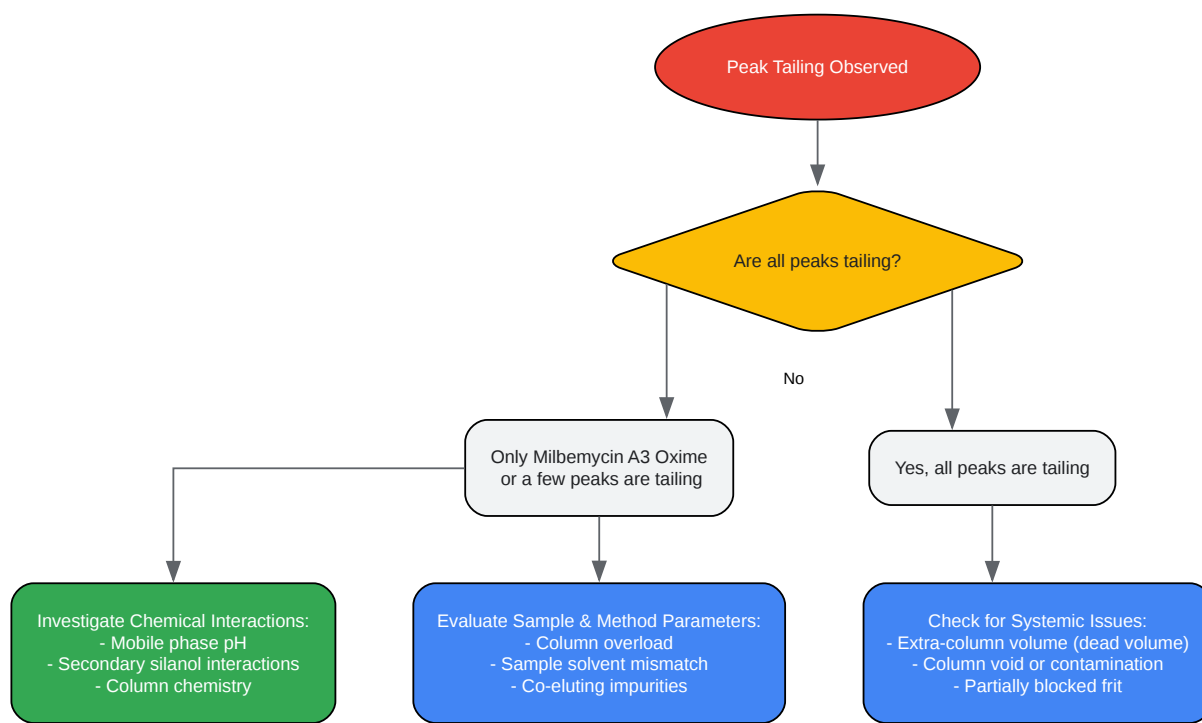 Peak Tailing Observed
Are all peaks tailing?
No
Only Milbemycin A3 Oxime
or a few peaks are tailing
Yes, all peaks are tailing
Investigate Chemical Interactions:
- Mobile phase pH
- Secondary silanol interactions
- Column chemistry
Evaluate Sample & Method Parameters:
- Column overload
- Sample solvent mismatch
- Co-eluting impurities
Check for Systemic Issues:
- Extra-column volume (dead volume)
- Column void or contamination
- Partially blocked frit